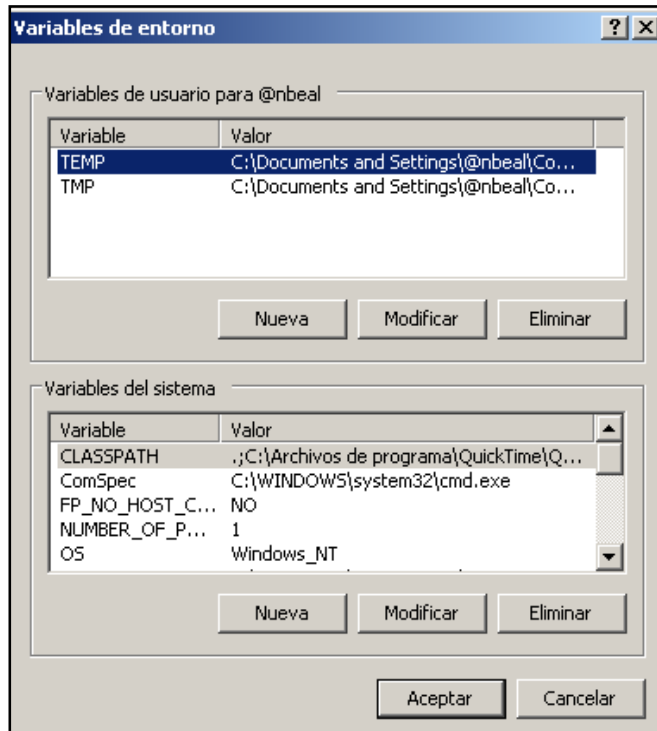 Variables de entorno
Variables de usuario para @nbeal
Variable Valor
TEMP C:\Documents and Settings\@nbeal\Co...
TMP C:\Documents and Settings\@nbeal\Co...
Nueva Modificar Eliminar
Variables del sistema
Variable Valor
CLASSPATH .;C:\Archivos de programa\QuickTime\Q...
ComSpec C:\WINDOWS\system32\cmd.exe
FP_NO_HOST_C... NO
NUMBER_OF_P... 1
OS Windows_NT
Nueva Modificar Eliminar
Aceptar Cancelar